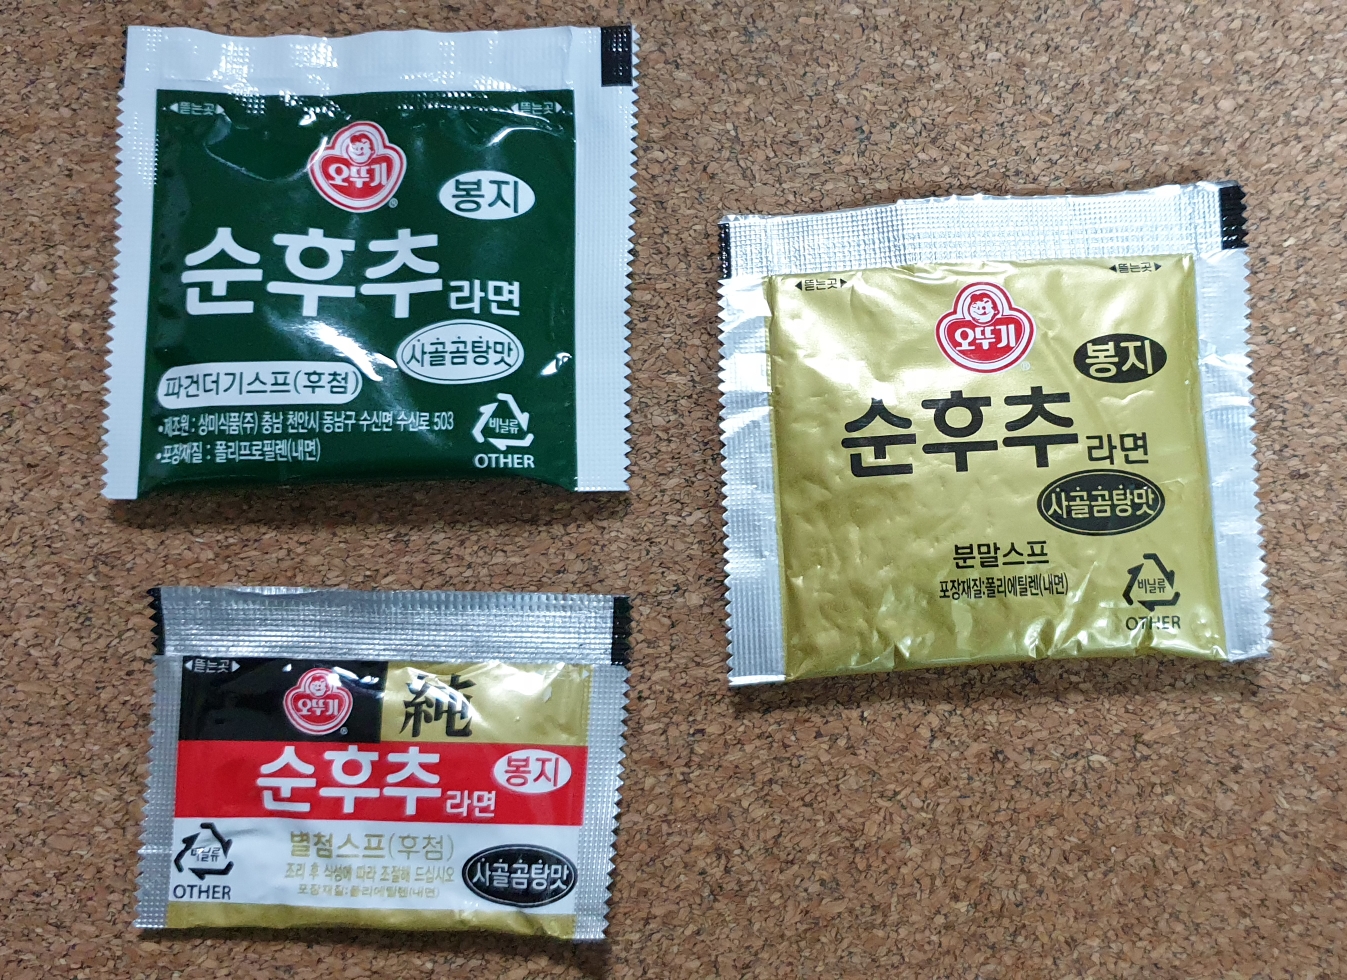 ◀뜯는곳▶ ◀뜯는곳▶
오뚜기®
봉지
순후추라면
사골곰탕맛
파건더기스프(후첨)
•제조원 : 상미식품(주) 충남 천안시 동남구 수신면 수신로 503
•포장재질 : 폴리프로필렌(내면)
비닐류
OTHER
◀뜯는곳▶ ◀뜯는곳▶
오뚜기®
봉지
순후추라면
사골곰탕맛
분말스프
포장재질:폴리에틸렌(내면)
비닐류
OTHER
◀뜯는곳▶
오뚜기®
純
순후추라면
봉지
별첨스프(후첨)
조리 후 식성에 따라 조절해 드십시오
포장재질:폴리에틸렌(내면)
비닐류
OTHER
사골곰탕맛